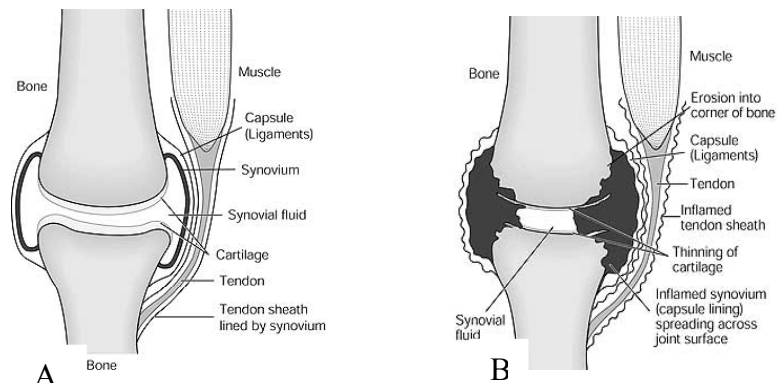 Bone
Muscle
Capsule
(Ligaments)
Synovium
Synovial fluid
Cartilage
Tendon
Tendon sheath
lined by synovium
Bone
A
Bone
Muscle
Erosion into
corner of bone
Capsule
(Ligaments)
Tendon
Inflamed
tendon sheath
Thinning of
cartilage
Inflamed synovium
(capsule lining)
spreading across
joint surface
Synovial
fluid
B